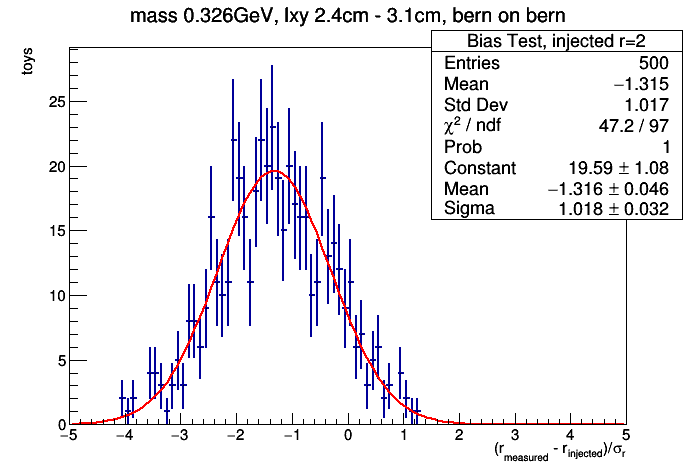 mass 0.326GeV, lxy 2.4cm - 3.1cm, bern on bern
toys
Bias Test, injected r=2
Entries 500
Mean −1.315
Std Dev 1.017
χ² / ndf 47.2 / 97
Prob 1
Constant 19.59 ± 1.08
Mean −1.316 ± 0.046
Sigma 1.018 ± 0.032
25
20
15
10
5
0
−5 −4 −3 −2 −1 0 1 2 3 4 5
(r_measured - r_injected)/σ_r